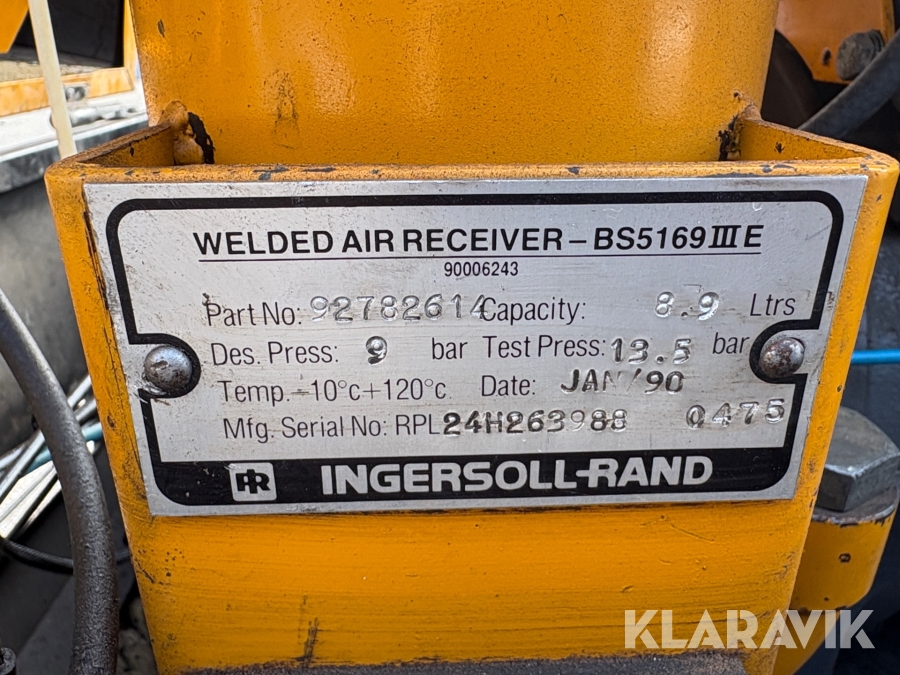 WELDED AIR RECEIVER - BS5169 III E
90006243
Part No: 92782614 Capacity: 8.9 Ltrs
Des. Press: 9 bar Test Press: 13.5 bar
Temp. -10°c +120°c Date: JAN/90
Mfg. Serial No: RPL 24H263988 0475
IR INGERSOLL-RAND
KLARAVIK